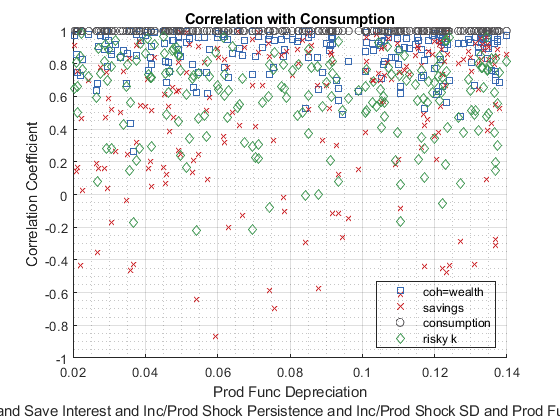 Correlation with Consumption
1
0.8
0.6
0.4
0.2
0
-0.2
-0.4
-0.6
-0.8
-1
Correlation Coefficient
coh=wealth
savings
consumption
risky k
0.02 0.04 0.06 0.08 0.1 0.12 0.14
Prod Func Depreciation
and Save Interest and Inc/Prod Shock Persistence and Inc/Prod Shock SD and Prod